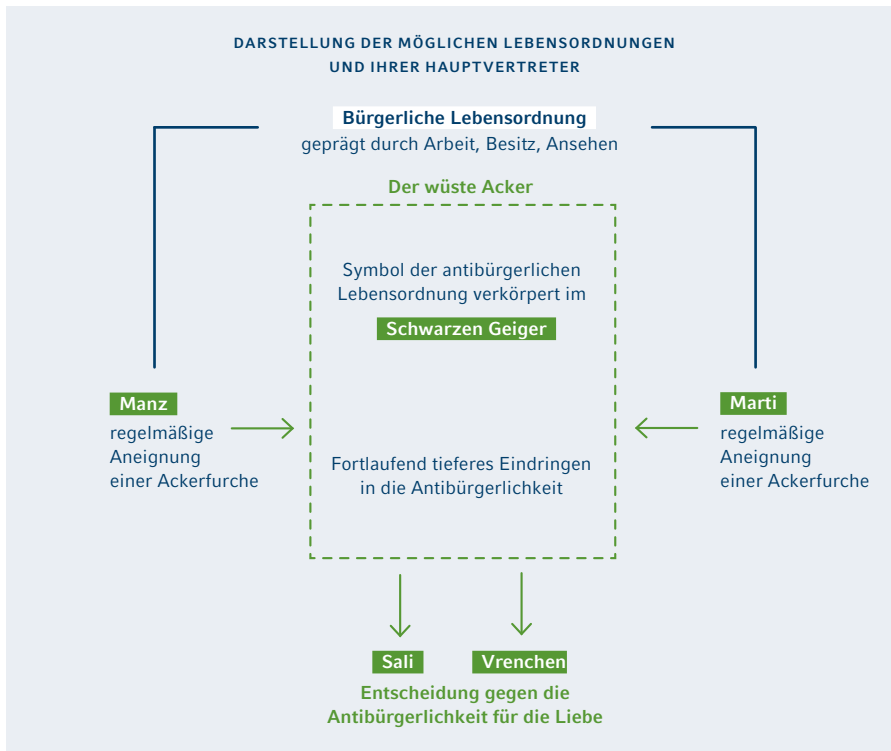 DARSTELLUNG DER MÖGLICHEN LEBENSORDNUNGEN
UND IHRER HAUPTVERTRETER
Bürgerliche Lebensordnung
geprägt durch Arbeit, Besitz, Ansehen
Der wüste Acker
Symbol der antibürgerlichen
Lebensordnung verkörpert im
Schwarzen Geiger
Manz
regelmäßige
Aneignung
einer Ackerfurche
Fortlaufend tieferes Eindringen
in die Antibürgerlichkeit
Marti
regelmäßige
Aneignung
einer Ackerfurche
Sali
Vrenchen
Entscheidung gegen die
Antibürgerlichkeit für die Liebe